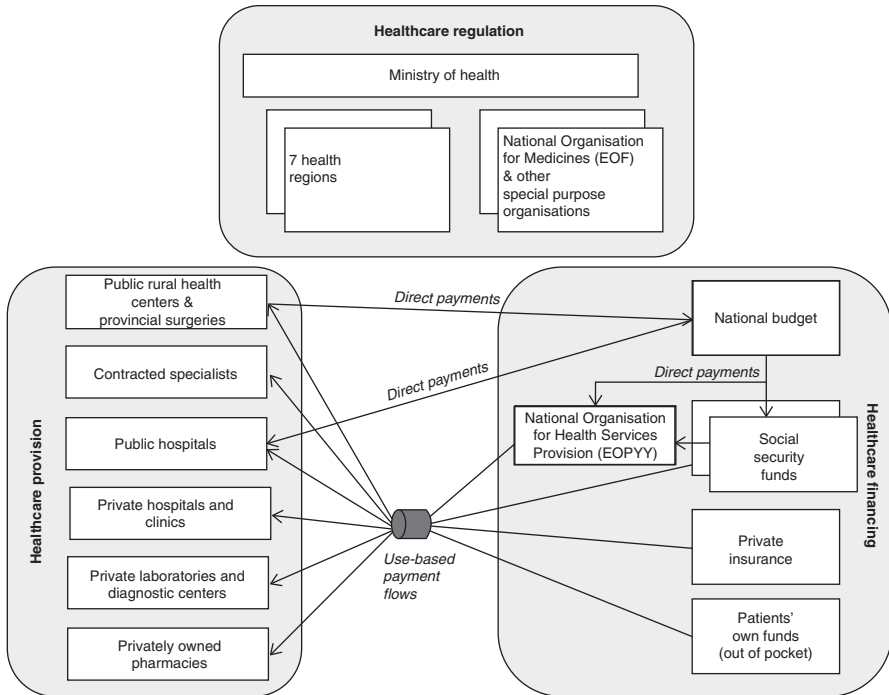 Healthcare regulation
Ministry of health
7 health
regions
National Organisation
for Medicines (EOF)
& other
special purpose
organisations
Healthcare provision
Public rural health
centers &
provincial surgeries
Contracted specialists
Public hospitals
Private hospitals and
clinics
Private laboratories and
diagnostic centers
Privately owned
pharmacies
Direct payments
Direct payments
Use-based
payment
flows
Healthcare financing
National budget
Direct payments
National Organisation
for Health Services
Provision (EOPYY)
Social
security
funds
Private
insurance
Patients'
own funds
(out of pocket)